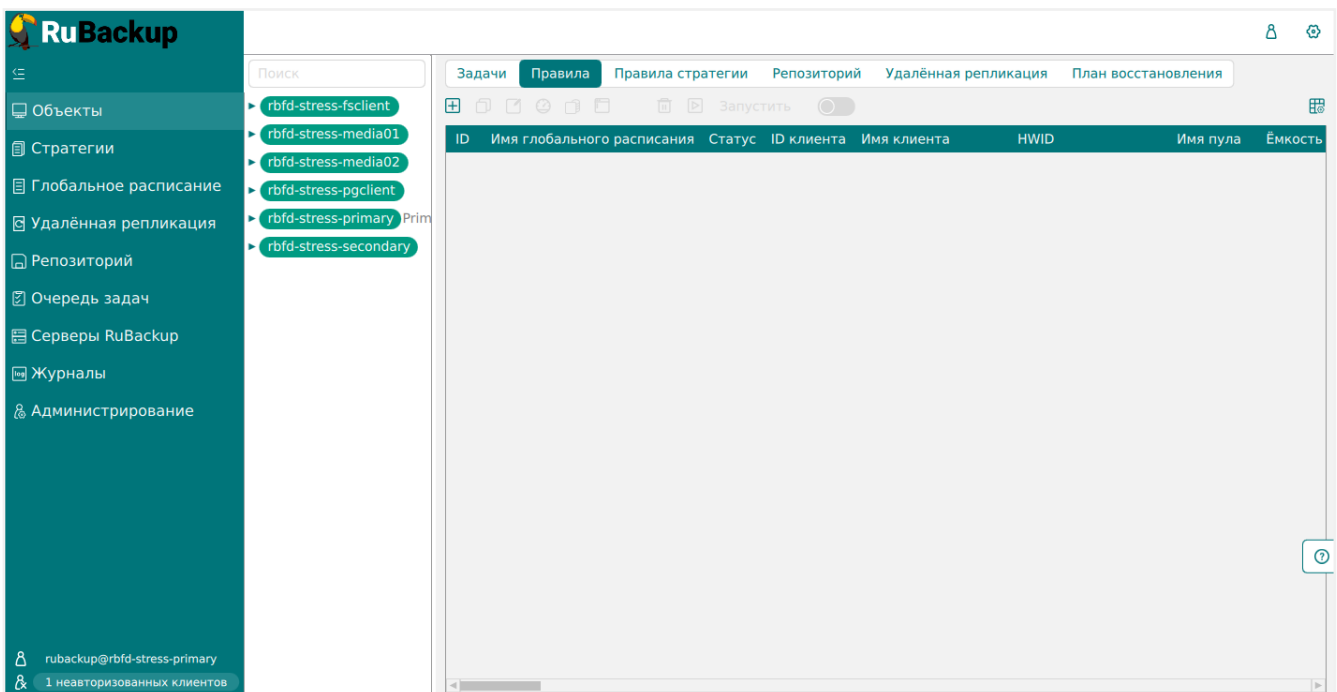 RuBackup
Поиск
Задачи Правила Правила стратегии Репозиторий Удалённая репликация План восстановления
Объекты
Стратегии
Глобальное расписание
Удалённая репликация
Репозиторий
Очередь задач
Серверы RuBackup
Журналы
Администрирование
rbfd-stress-fsclient
rbfd-stress-media01
rbfd-stress-media02
rbfd-stress-pgclient
rbfd-stress-primary Prim
rbfd-stress-secondary
Запустить
ID Имя глобального расписания Статус ID клиента Имя клиента HWID Имя пула Ёмкость
rubackup@rbfd-stress-primary
1 неавторизованных клиентов